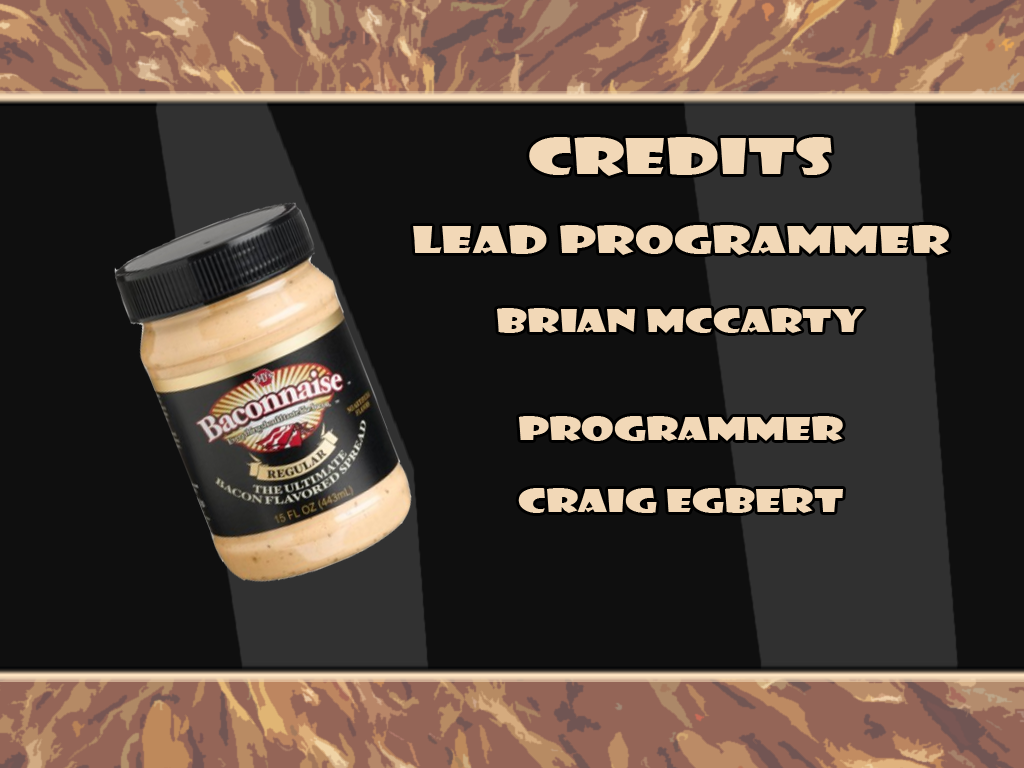 CREDITS
LEAD PROGRAMMER
BRIAN MCCARTY
PROGRAMMER
CRAIG EGBERT
J&D's
Baconnaise
REGULAR
THE ULTIMATE
BACON FLAVORED SPREAD
15 FL OZ (443mL)